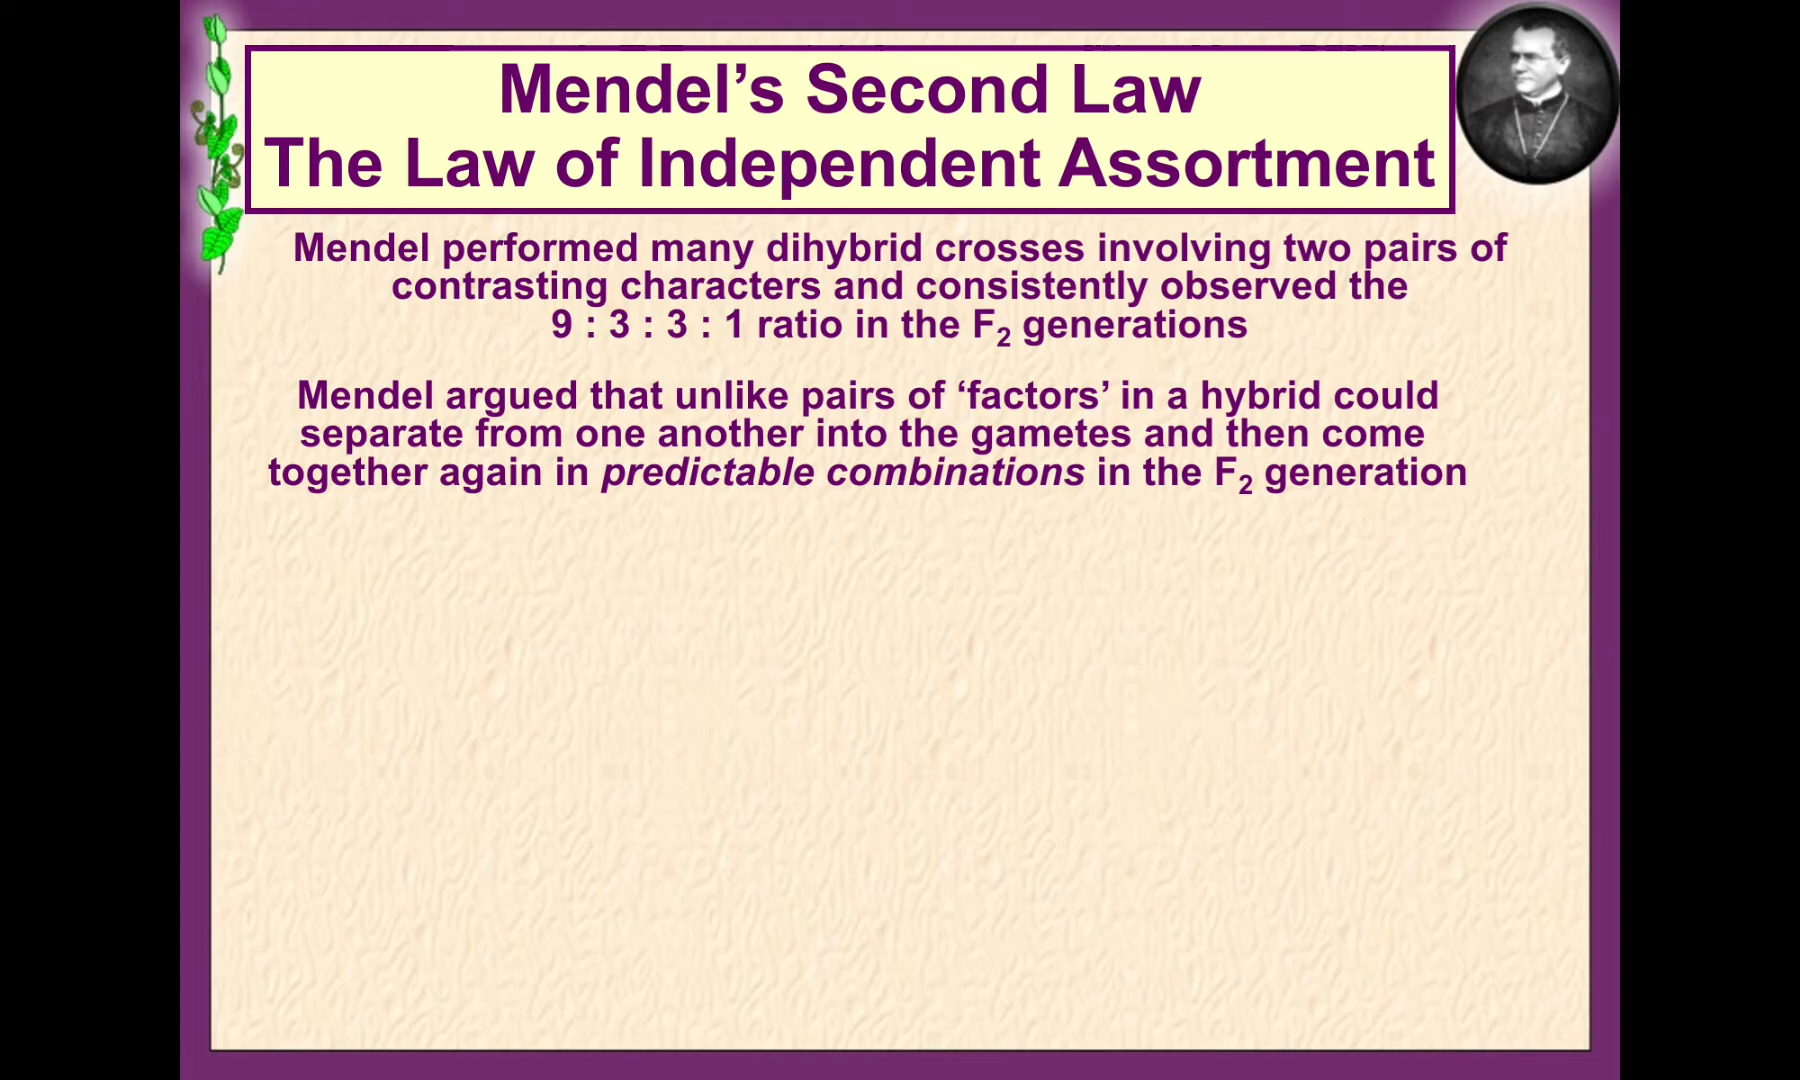 Mendel’s Second Law
The Law of Independent Assortment
Mendel performed many dihybrid crosses involving two pairs of
contrasting characters and consistently observed the
9 : 3 : 3 : 1 ratio in the F₂ generations
Mendel argued that unlike pairs of ‘factors’ in a hybrid could
separate from one another into the gametes and then come
together again in predictable combinations in the F₂ generation